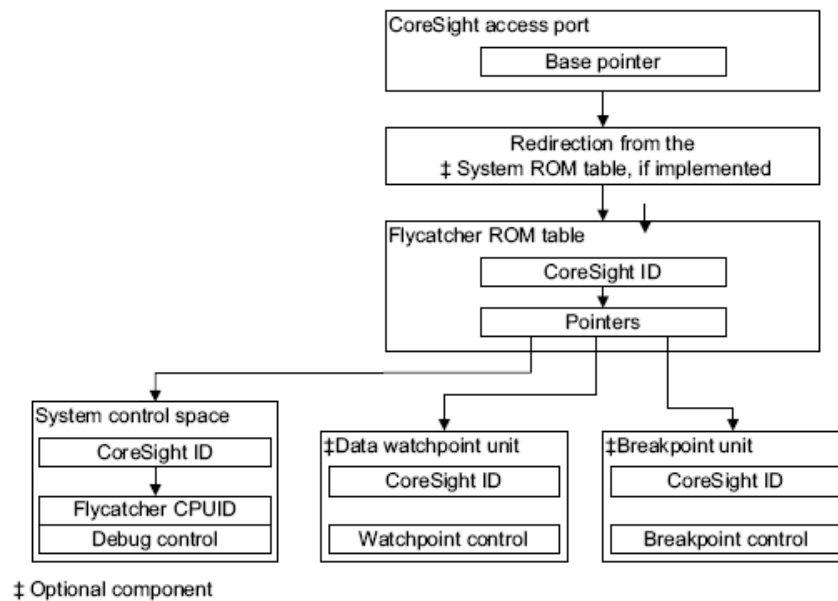 CoreSight access port
Base pointer
Redirection from the
‡ System ROM table, if implemented
Flycatcher ROM table
CoreSight ID
Pointers
System control space
CoreSight ID
Flycatcher CPUID
Debug control
‡Data watchpoint unit
CoreSight ID
Watchpoint control
‡Breakpoint unit
CoreSight ID
Breakpoint control
‡ Optional component